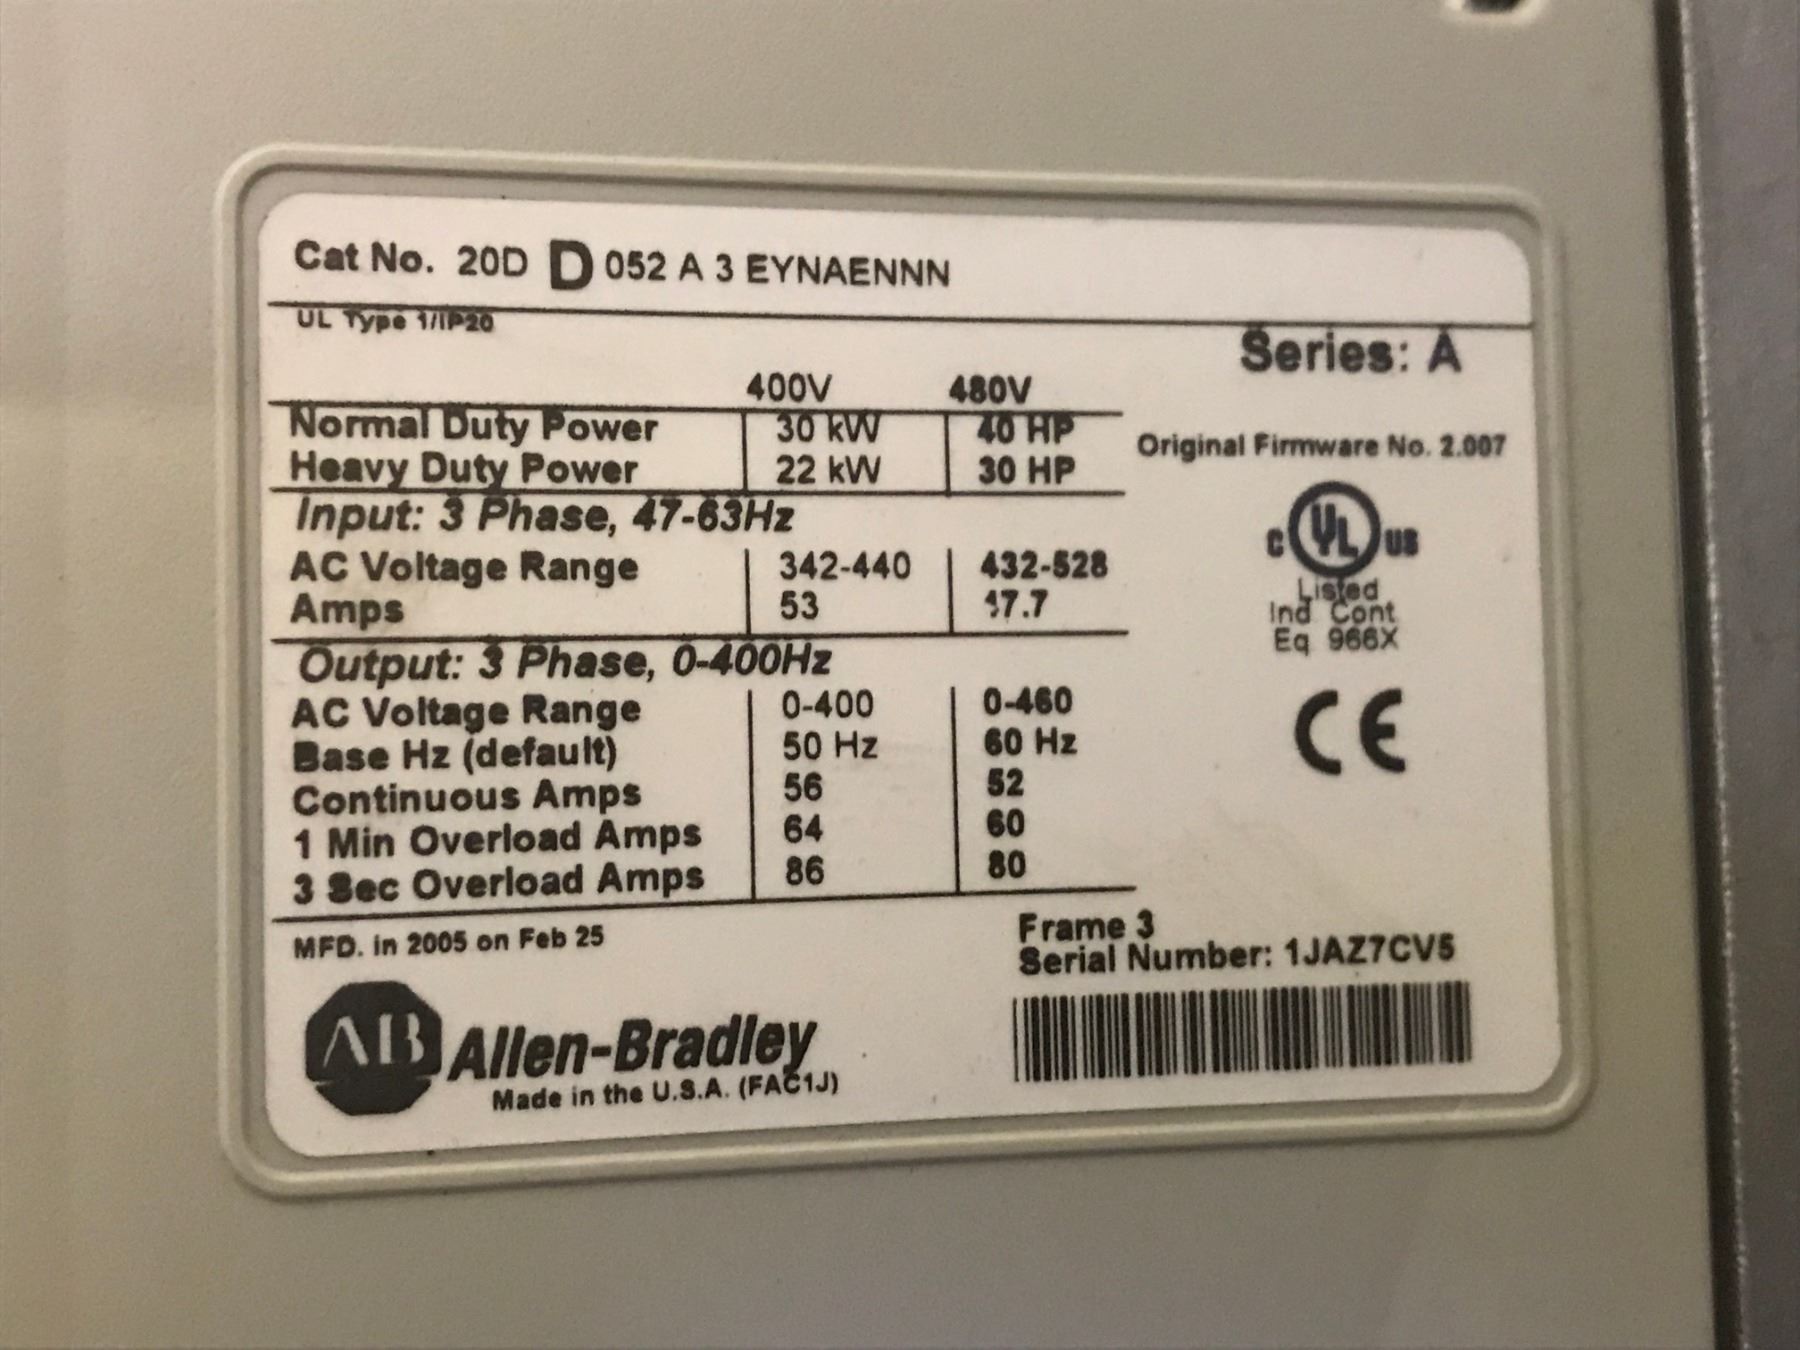 Cat No. 20D D 052 A 3 EYNAENNN
UL Type 1/IP20
Series: A
400V 480V
Normal Duty Power 30 kW 40 HP
Heavy Duty Power 22 kW 30 HP
Original Firmware No. 2.007
Input: 3 Phase, 47-63Hz
AC Voltage Range 342-440 432-528
Amps 53
C UL US
Listed
Ind Cont
Eq 966X
Output: 3 Phase, 0-400Hz
AC Voltage Range 0-400 0-460
Base Hz (default) 50 Hz 60 Hz
Continuous Amps 56 52
1 Min Overload Amps 64 60
3 Sec Overload Amps 86 80
CE
MFD. in 2005 on Feb 25
Frame 3
Serial Number: 1JAZ7CV5
AB Allen-Bradley
Made in the U.S.A. (FAC1J)